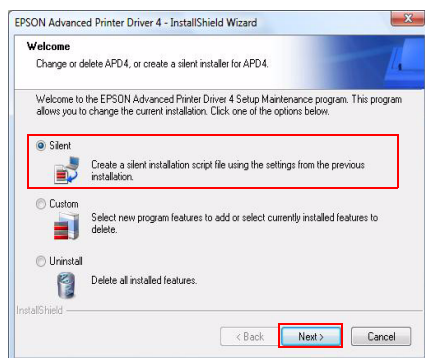 EPSON Advanced Printer Driver 4 - InstallShield Wizard
Welcome
Change or delete APD4, or create a silent installer for APD4.
Welcome to the EPSON Advanced Printer Driver 4 Setup Maintenance program. This program
allows you to change the current installation. Click one of the options below.
Silent
Create a silent installation script file using the settings from the previous
installation.
Custom
Select new program features to add or select currently installed features to
delete.
Uninstall
Delete all installed features.
InstallShield
< Back Next > Cancel